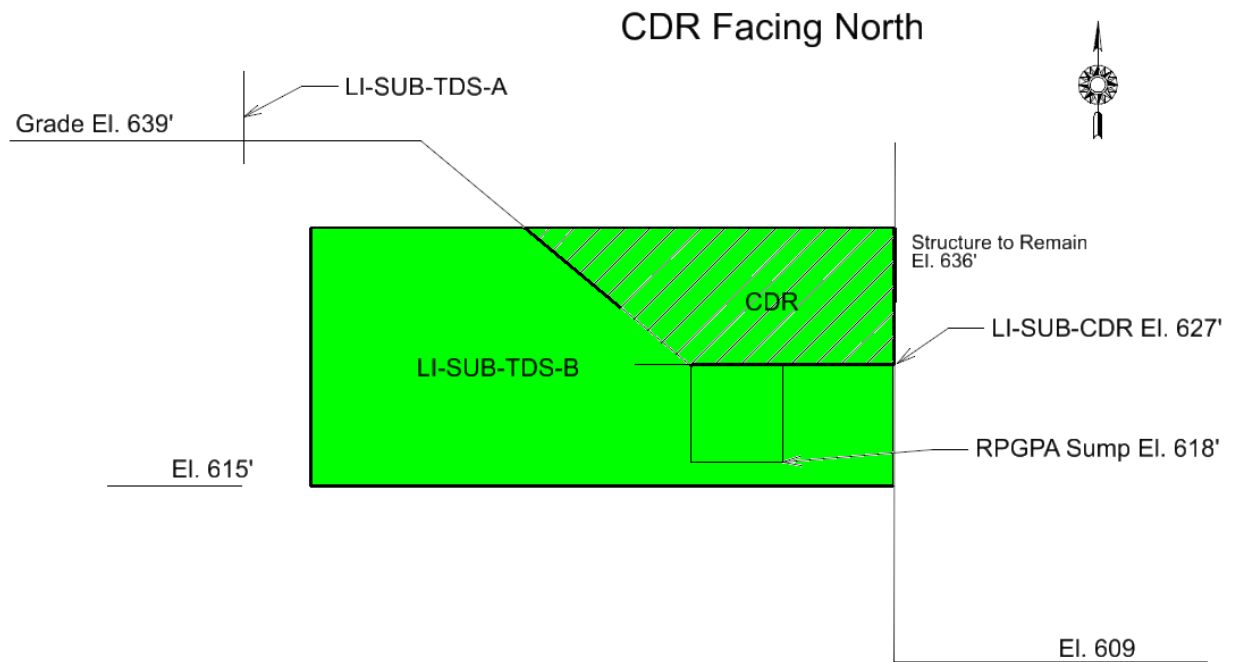 CDR Facing North
LI-SUB-TDS-A
Grade El. 639'
Structure to Remain
El. 636'
CDR
LI-SUB-CDR El. 627'
LI-SUB-TDS-B
RPGPA Sump El. 618'
El. 615'
El. 609